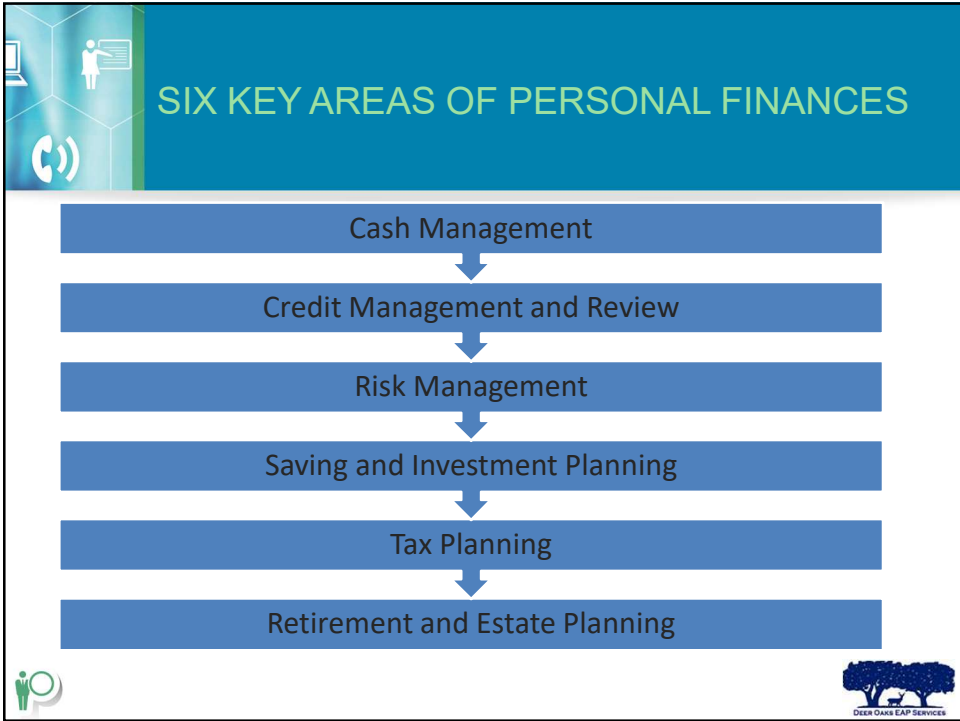 SIX KEY AREAS OF PERSONAL FINANCES
Cash Management
Credit Management and Review
Risk Management
Saving and Investment Planning
Tax Planning
Retirement and Estate Planning
DEER OAKS EAP SERVICES